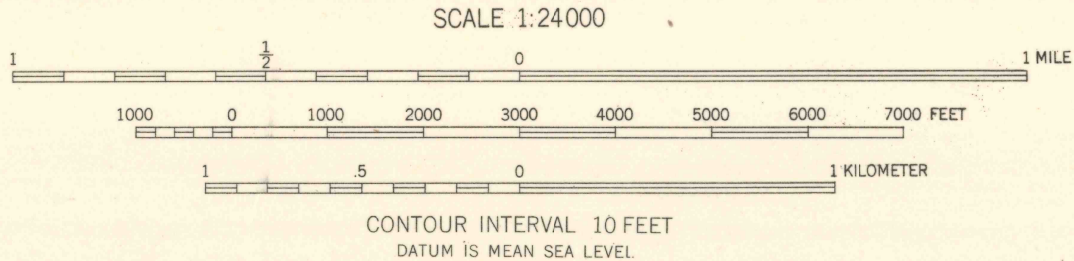 SCALE 1:24000
1 1/2 0 1 MILE
1000 0 1000 2000 3000 4000 5000 6000 7000 FEET
1 .5 0 1 KILOMETER
CONTOUR INTERVAL 10 FEET
DATUM IS MEAN SEA LEVEL